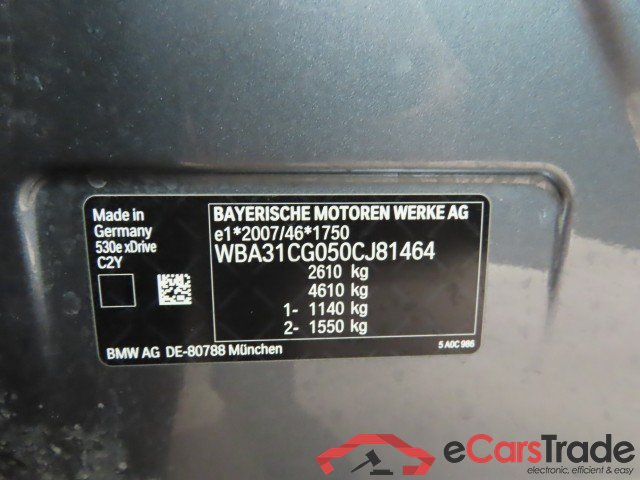 Made in
Germany
530e xDrive
C2Y
BAYERISCHE MOTOREN WERKE AG
e1*2007/46*1750
WBA31CG050CJ81464
2610 kg
4610 kg
1- 1140 kg
2- 1550 kg
BMW AG DE-80788 München
5 A0C 986
eCarsTrade
electronic, efficient & easy